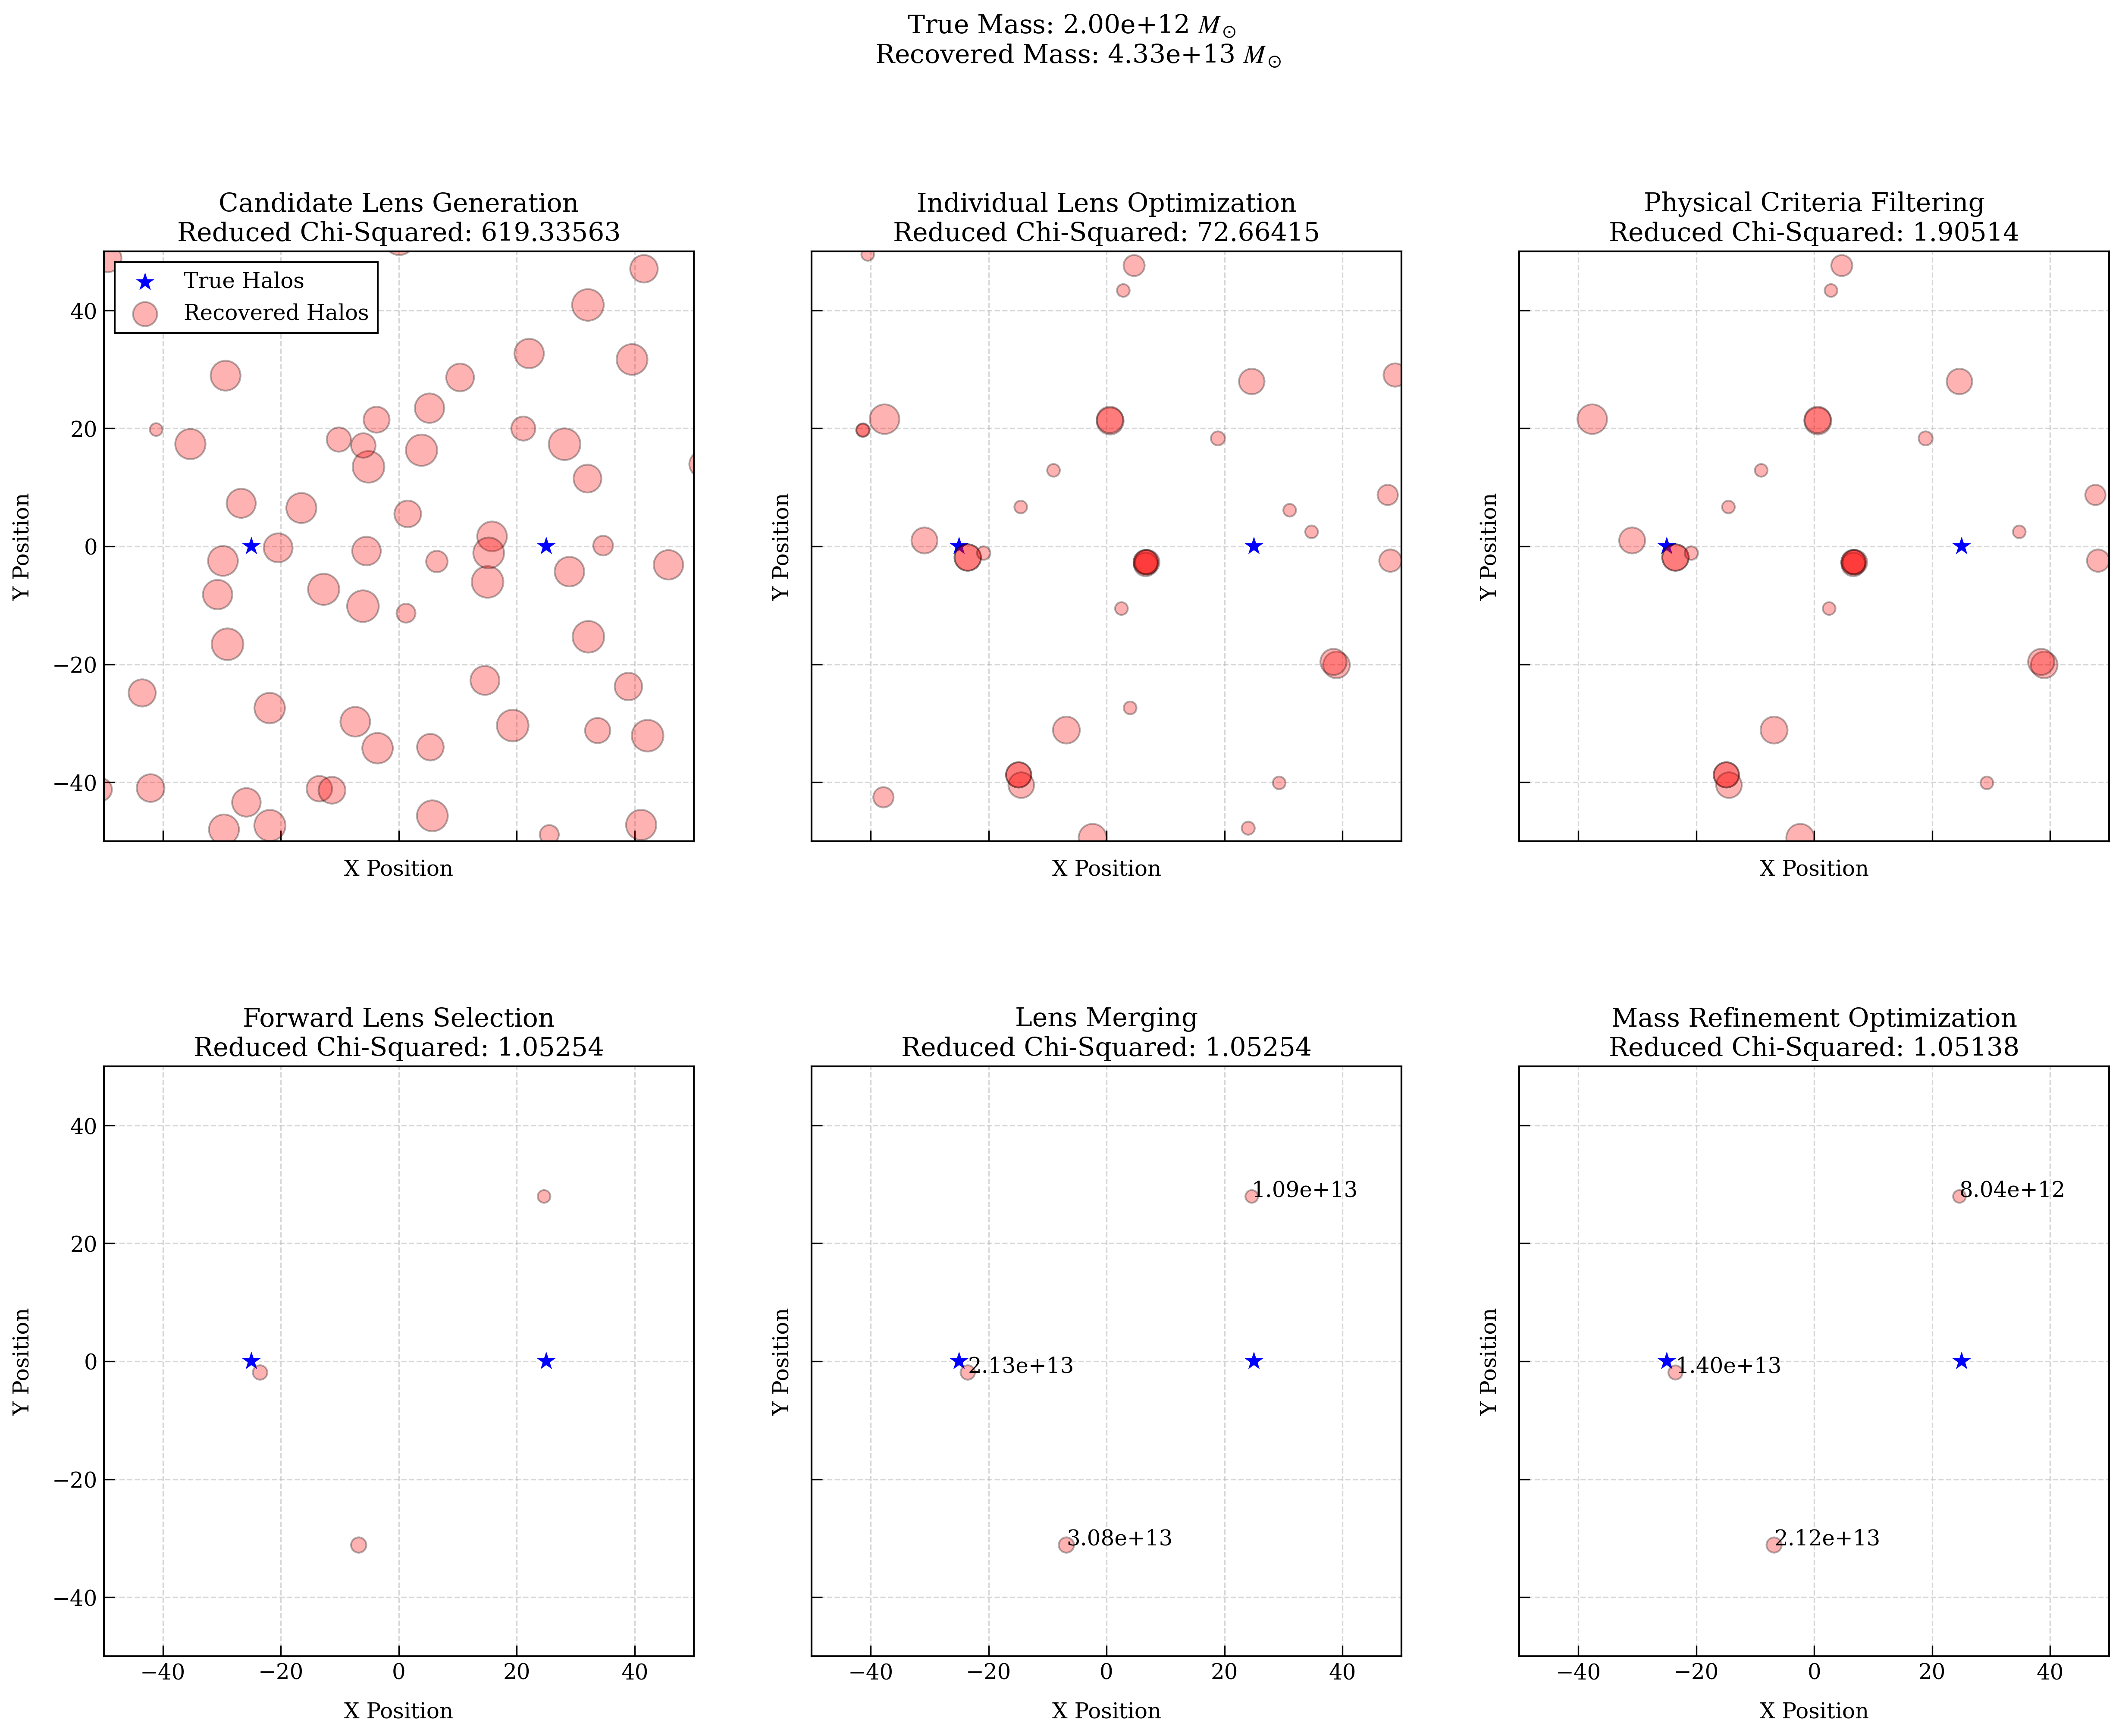 True Mass: 2.00e+12 M⊙
Recovered Mass: 4.33e+13 M⊙
Candidate Lens Generation
Reduced Chi-Squared: 619.33563
Individual Lens Optimization
Reduced Chi-Squared: 72.66415
Physical Criteria Filtering
Reduced Chi-Squared: 1.90514
True Halos
Recovered Halos
40
20
0
−20
−40
Y Position
Y Position
Y Position
X Position
X Position
X Position
Forward Lens Selection
Reduced Chi-Squared: 1.05254
Lens Merging
Reduced Chi-Squared: 1.05254
Mass Refinement Optimization
Reduced Chi-Squared: 1.05138
40
20
0
−20
−40
Y Position
Y Position
Y Position
1.09e+13
2.13e+13
3.08e+13
8.04e+12
1.40e+13
2.12e+13
−40 −20 0 20 40
−40 −20 0 20 40
−40 −20 0 20 40
X Position
X Position
X Position